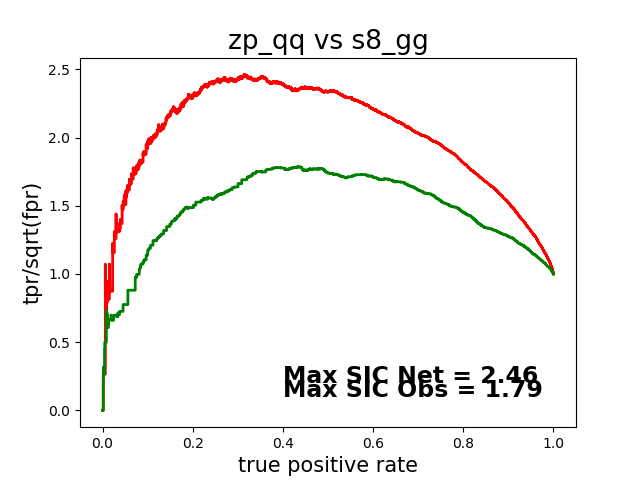 zp_qq vs s8_gg
tpr/sqrt(fpr)
2.5
2.0
1.5
1.0
0.5
0.0
Max SIC Net = 2.46
Max SIC Obs = 1.79
0.0 0.2 0.4 0.6 0.8 1.0
true positive rate